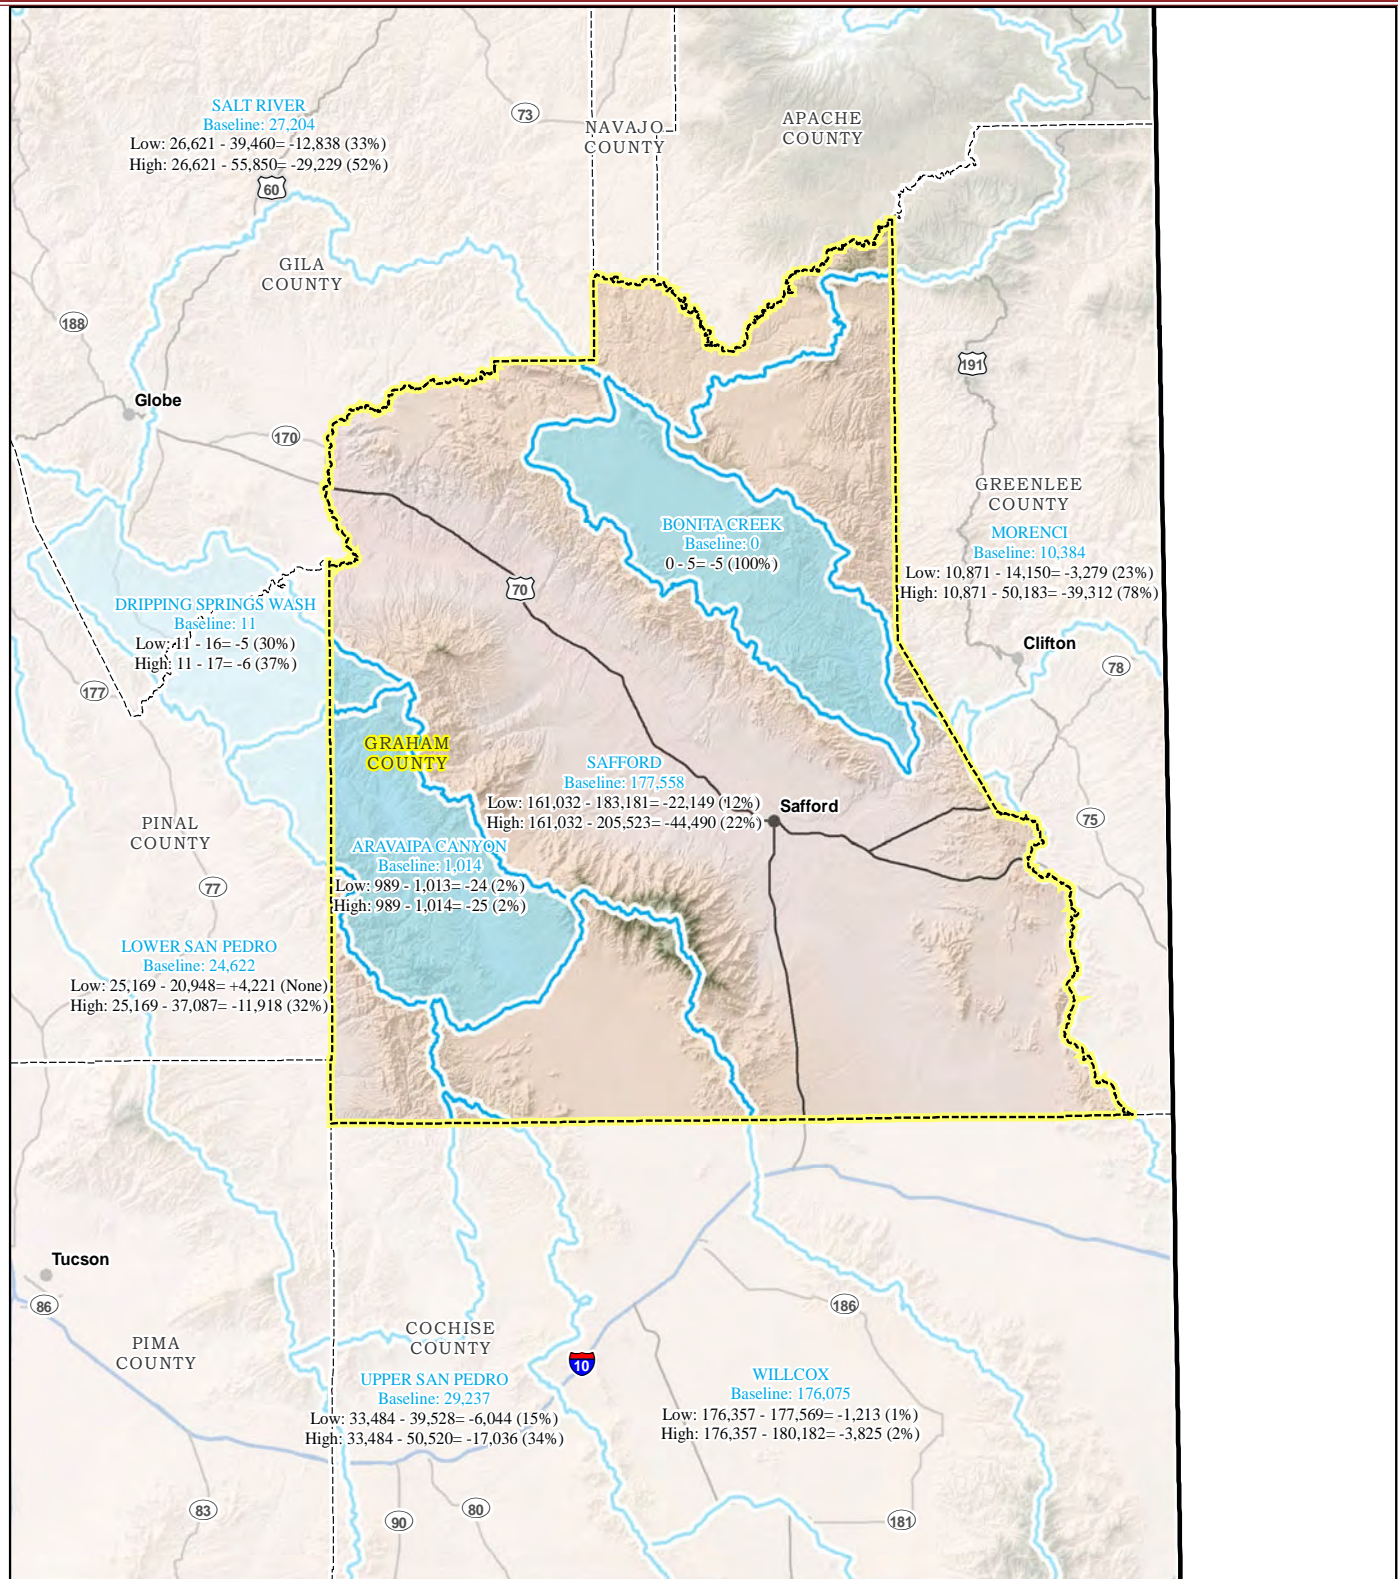 SALT RIVER
Baseline: 27,204
Low: 26,621 - 39,460= -12,838 (33%)
High: 26,621 - 55,850= -29,229 (52%)
60
73
NAVAJO
COUNTY
APACHE
COUNTY
GILA
COUNTY
188
191
Globe
170
GREENLEE
COUNTY
MORENCI
Baseline: 10,384
Low: 10,871 - 14,150= -3,279 (23%)
High: 10,871 - 50,183= -39,312 (78%)
BONITA CREEK
Baseline: 0
0 - 5= -5 (100%)
70
DRIPPING SPRINGS WASH
Baseline: 11
Low: 11 - 16= -5 (30%)
High: 11 - 17= -6 (37%)
Clifton
78
177
GRAHAM
COUNTY
SAFFORD
Baseline: 177,558
Low: 161,032 - 183,181= -22,149 (12%)
High: 161,032 - 205,523= -44,490 (22%)
Safford
75
PINAL
COUNTY
ARAVAIPA CANYON
Baseline: 1,014
Low: 989 - 1,013= -24 (2%)
High: 989 - 1,014= -25 (2%)
77
LOWER SAN PEDRO
Baseline: 24,622
Low: 25,169 - 20,948= +4,221 (None)
High: 25,169 - 37,087= -11,918 (32%)
Tucson
86
186
PIMA
COUNTY
COCHISE
COUNTY
10
UPPER SAN PEDRO
Baseline: 29,237
Low: 33,484 - 39,528= -6,044 (15%)
High: 33,484 - 50,520= -17,036 (34%)
WILLCOX
Baseline: 176,075
Low: 176,357 - 177,569= -1,213 (1%)
High: 176,357 - 180,182= -3,825 (2%)
83
90
80
181